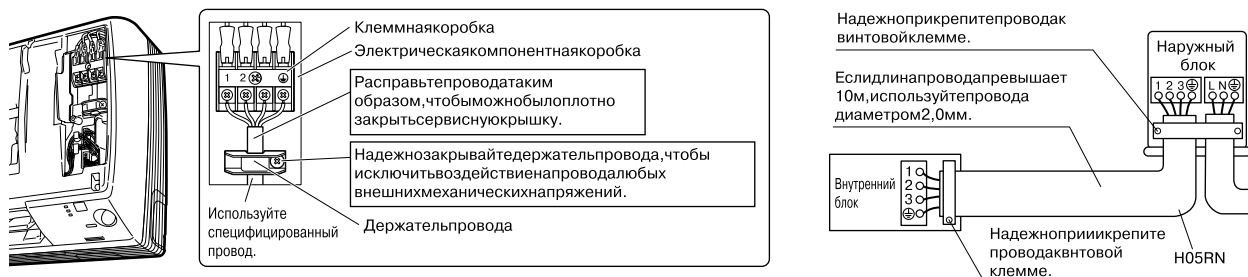 Клеммнаякоробка
Электрическаякомпонентнаякоробка
1 2
Расправьтепроводатаким
образом,чтобыможнобылоплотно
закрытьсервиснуюкрышку.
Надежнозакрывайтедержательпровода,чтобы
исключитьвоздействиенапроводалюбых
внешнихмеханическихнапряжений.
Держательпровода
Используйте
специфицированный
провод.
Надежноприкрепитепроводак
винтовойклемме.
Еслидлинапроводапревышает
10м,используйтепровода
диаметром2,0мм.
Наружный
блок
1 2 3
L N
Внутренний
блок
1
2
3
Надежноприиикрепите
проводаквнтовой
клемме.
H05RN